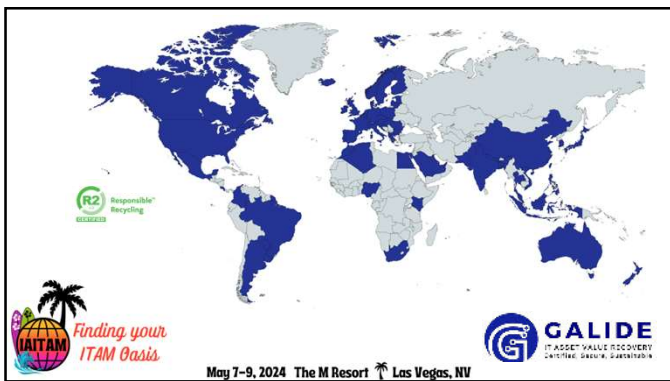 R2
Responsible™
Recycling
CERTIFIED
IAITAM
Finding your
ITAM Oasis
May 7-9, 2024 The M Resort Las Vegas, NV
GALIDE
IT ASSET VALUE RECOVERY
Certified, Secure, Sustainable